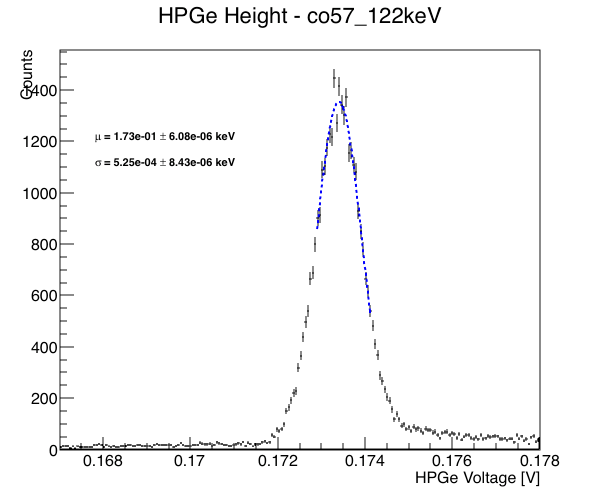 HPGe Height - co57_122keV
Counts
1400
1200
1000
800
600
400
200
0
μ = 1.73e-01 ± 6.08e-06 keV
σ = 5.25e-04 ± 8.43e-06 keV
0.168 0.17 0.172 0.174 0.176 0.178
HPGe Voltage [V]